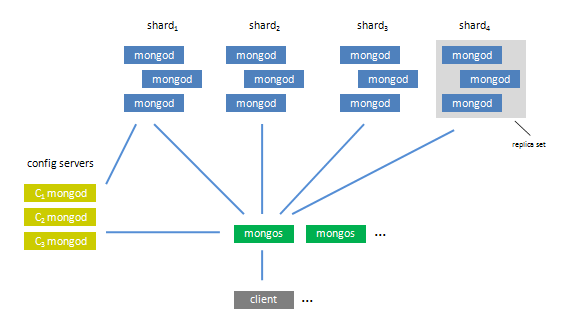 shard₁ shard₂ shard₃ shard₄
mongod mongod mongod mongod
mongod mongod mongod mongod
mongod mongod mongod mongod
replica set
config servers
C₁ mongod
C₂ mongod
C₃ mongod
mongos mongos ...
client ...